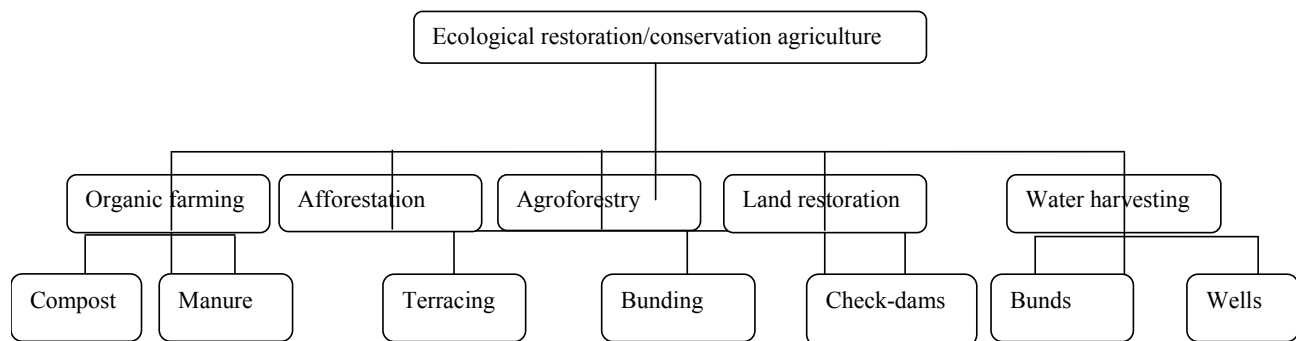 Ecological restoration/conservation agriculture
Organic farming
Afforestation
Agroforestry
Land restoration
Water harvesting
Compost
Manure
Terracing
Bunding
Check-dams
Bunds
Wells